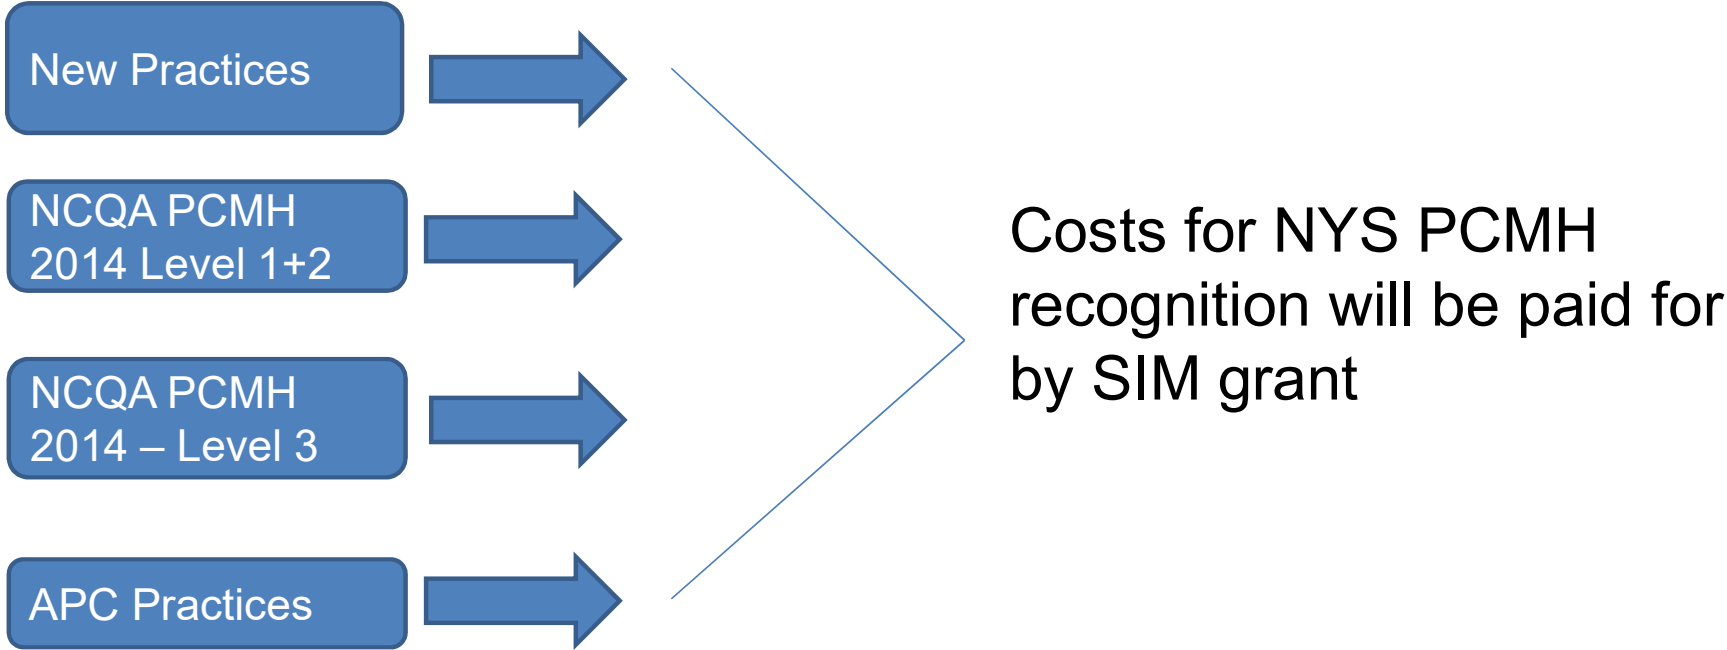 New Practices
NCQA PCMH
2014 Level 1+2
NCQA PCMH
2014 – Level 3
APC Practices
Costs for NYS PCMH
recognition will be paid for
by SIM grant